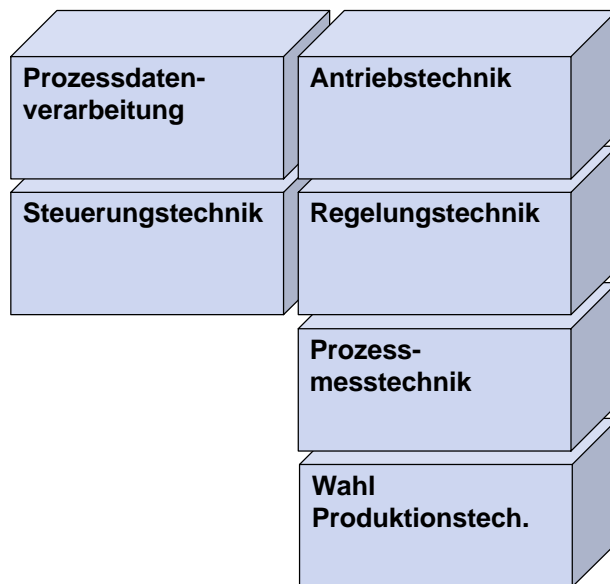 Prozessdaten-
verarbeitung
Antriebstechnik
Steuerungstechnik
Regelungstechnik
Prozess-
messtechnik
Wahl
Produktionstech.